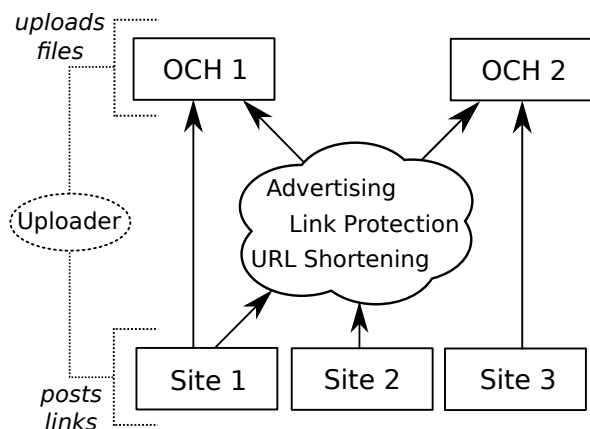 uploads
files
OCH 1
OCH 2
Advertising
Link Protection
URL Shortening
Uploader
Site 1
Site 2
Site 3
posts
links